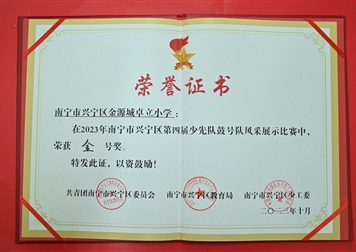 荣誉证书
南宁市兴宁区金源城卓立小学：
在2023年南宁市兴宁区第四届少先队鼓号队风采展示比赛中，
荣获 金 号奖。
特发此证，以资鼓励！
共青团南宁市兴宁区委员会 南宁市兴宁区教育局 南宁市兴宁区少工委
二〇二三年十月